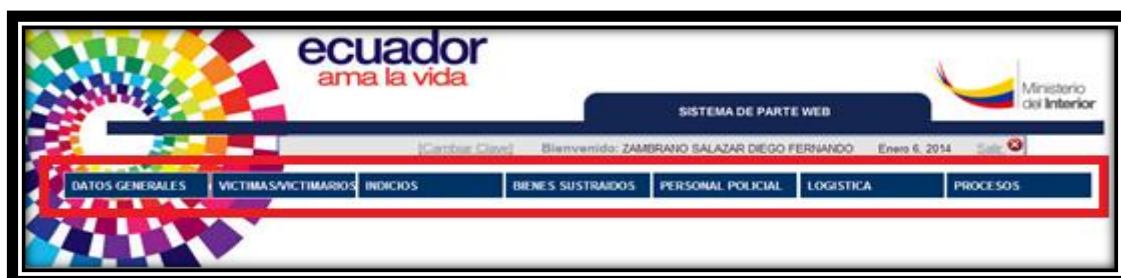 ecuador
ama la vida
Ministerio
del Interior
SISTEMA DE PARTE WEB
[Cambiar Clave] Bienvenido: ZAMBRANO SALAZAR DIEGO FERNANDO Enero 6, 2014 Salir
DATOS GENERALES VICTIMAS/VICTIMARIOS INDICIOS BIENES SUSTRAIDOS PERSONAL POLICIAL LOGISTICA PROCESOS